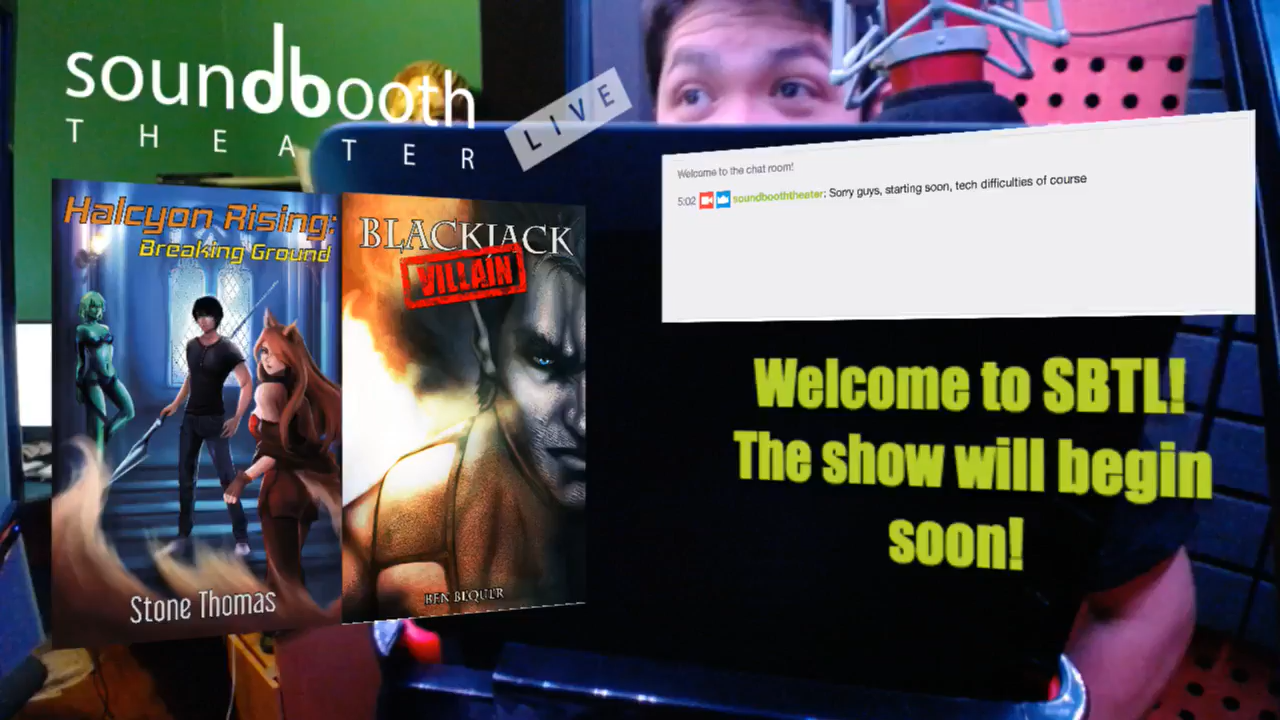 soundbooth
THEATER
LIVE
Halcyon Rising:
Breaking Ground
Stone Thomas
BLACKJACK
VILLAIN
BEN BEQUER
Welcome to the chat room!
5:02 soundbooththeater: Sorry guys, starting soon, tech difficulties of course
Welcome to SBTL!
The show will begin
soon!